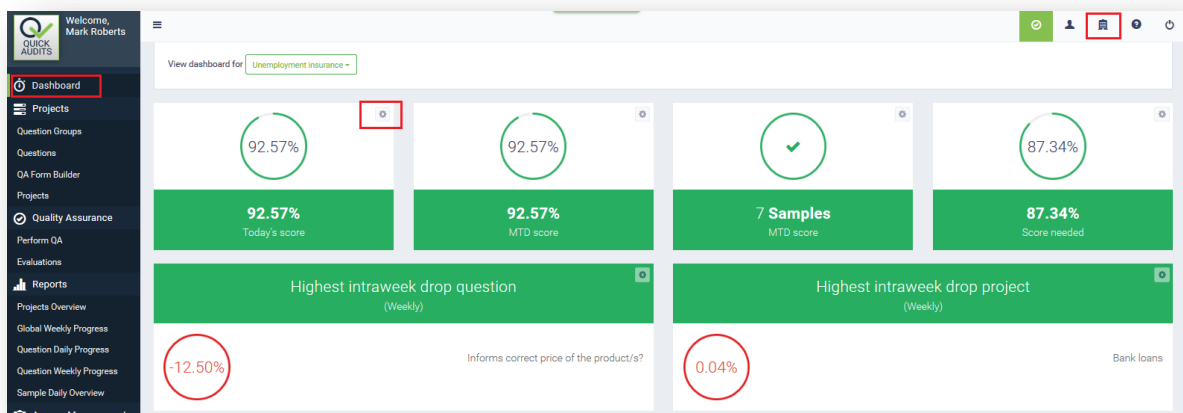 Welcome,
Mark Roberts
QUICK
AUDITS
Dashboard
Projects
Question Groups
Questions
QA Form Builder
Projects
Quality Assurance
Perform QA
Evaluations
Reports
Projects Overview
Global Weekly Progress
Question Daily Progress
Question Weekly Progress
Sample Daily Overview
View dashboard for Unemployment insurance
92.57%
92.57%
87.34%
92.57%
Today's score
92.57%
MTD score
7 Samples
MTD score
87.34%
Score needed
Highest intraweek drop question
(Weekly)
-12.50%
Informs correct price of the product/s?
Highest intraweek drop project
(Weekly)
0.04%
Bank loans